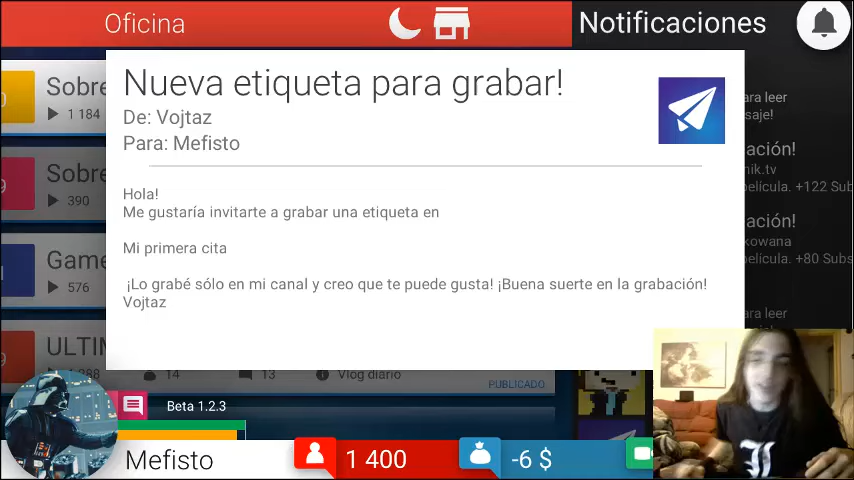 Oficina
Notificaciones
Sobre
1 184
Sobre
390
Game
576
ULTIM
1 288
14
13
Vlog diario
PUBLICADO
Nueva etiqueta para grabar!
De: Vojtaz
Para: Mefisto
Hola!
Me gustaría invitarte a grabar una etiqueta en
Mi primera cita
¡Lo grabé sólo en mi canal y creo que te puede gusta! ¡Buena suerte en la grabación!
Vojtaz
ara leer
saje!
ación!
nik.tv
pelicula. +122 Sub
ación!
kowana
pelicula. +80 Subs
ara leer
Beta 1.2.3
Mefisto
1 400
-6 $